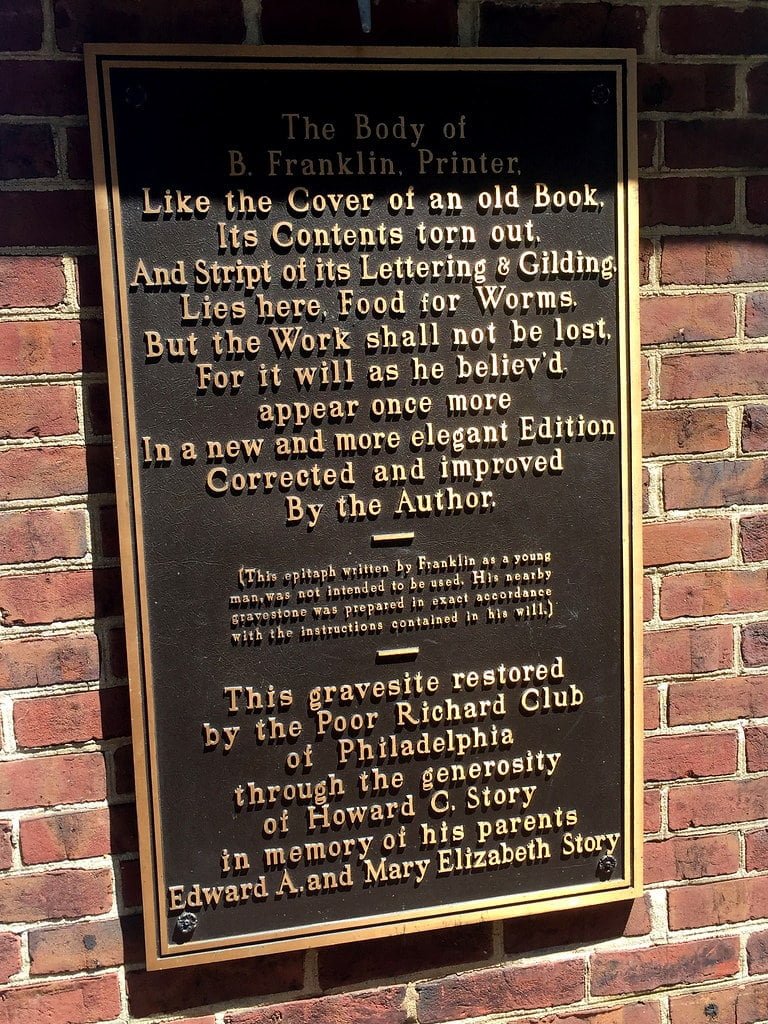 The Body of
B. Franklin, Printer,
Like the Cover of an old Book,
Its Contents torn out,
And Stript of its Lettering & Gilding,
Lies here, Food for Worms.
But the Work shall not be lost,
For it will as he believ'd
appear once more
In a new and more elegant Edition
Corrected and improved
By the Author.
(This epitaph written by Franklin as a young
man, was not intended to be used. His nearby
gravestone was prepared in exact accordance
with the instructions contained in his will.)
This gravesite restored
by the Poor Richard Club
of Philadelphia
through the generosity
of Howard C. Story
in memory of his parents
Edward A. and Mary Elizabeth Story